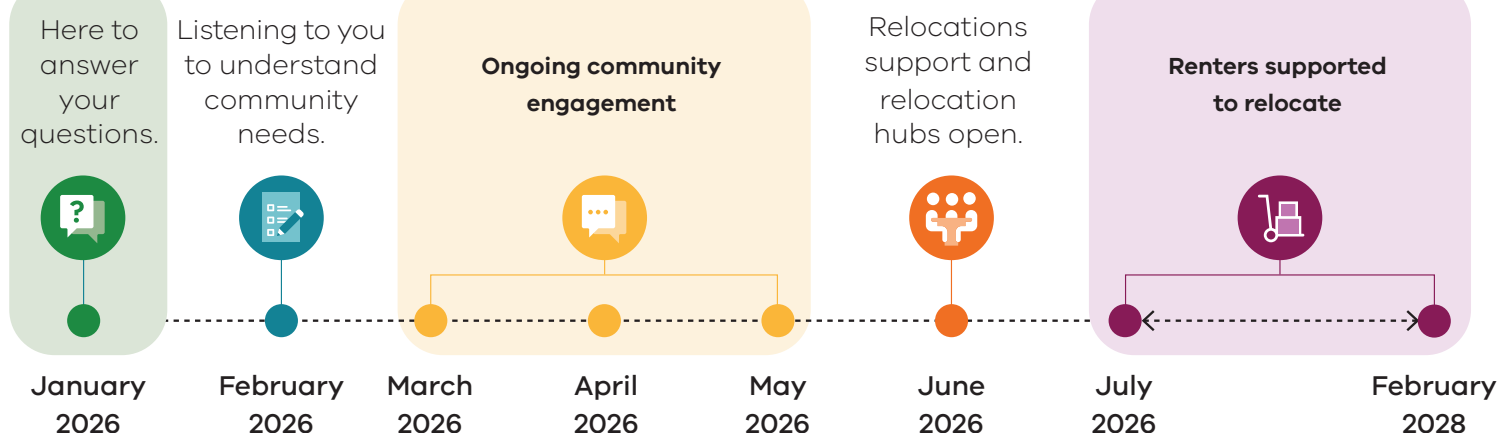 Here to
answer
your
questions.
Listening to you
to understand
community
needs.
Ongoing community
engagement
Relocations
support and
relocation
hubs open.
Renters supported
to relocate
?
January
2026
February
2026
March
2026
April
2026
May
2026
June
2026
July
2026
February
2028